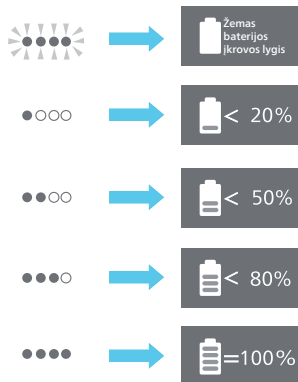 Žemas
baterijos
įkrovos lygis
< 20%
< 50%
< 80%
=100%